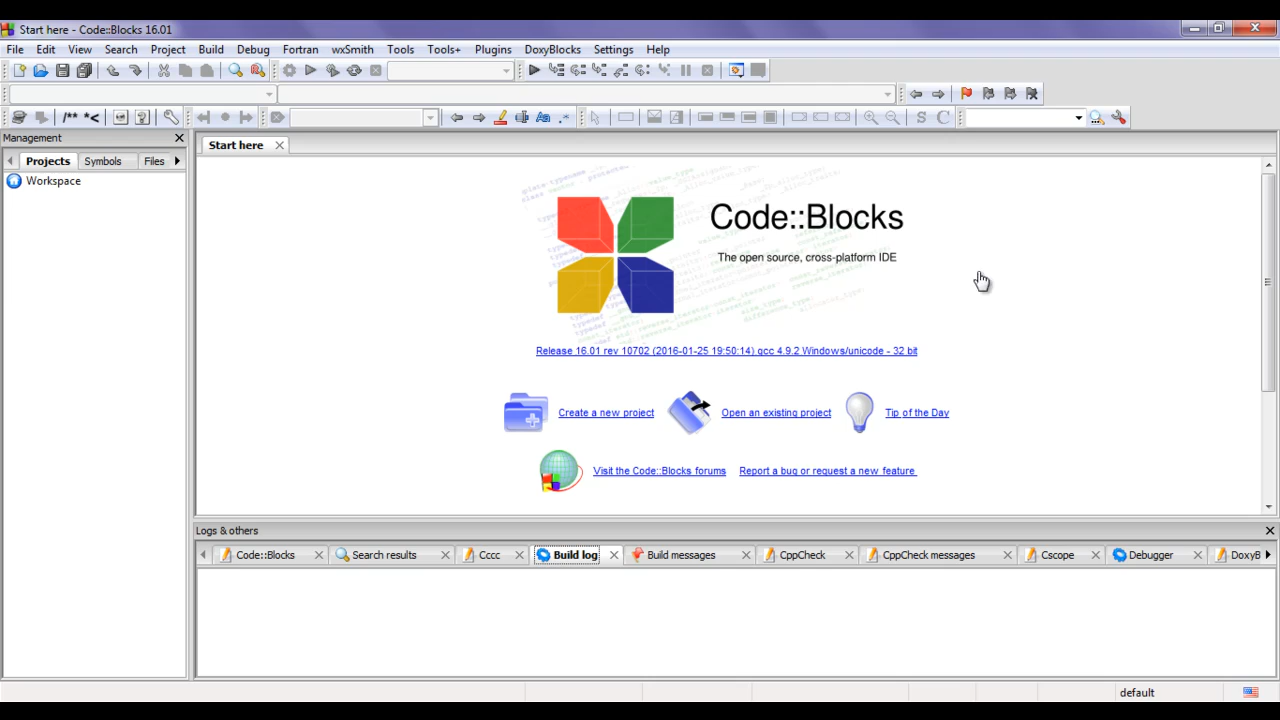 Start here - Code::Blocks 16.01
File Edit View Search Project Build Debug Fortran wxSmith Tools Tools+ Plugins DoxyBlocks Settings Help
/** *<
Aa .*
S C
Management
Start here
Projects Symbols Files
Workspace
Code::Blocks
The open source, cross-platform IDE
Release 16.01 rev 10702 (2016-01-25 19:50:14) gcc 4.9.2 Windows/unicode - 32 bit
Create a new project Open an existing project Tip of the Day
Visit the Code::Blocks forums Report a bug or request a new feature
Logs & others
Code::Blocks Search results Cccc Build log Build messages CppCheck CppCheck messages Cscope Debugger DoxyB
default